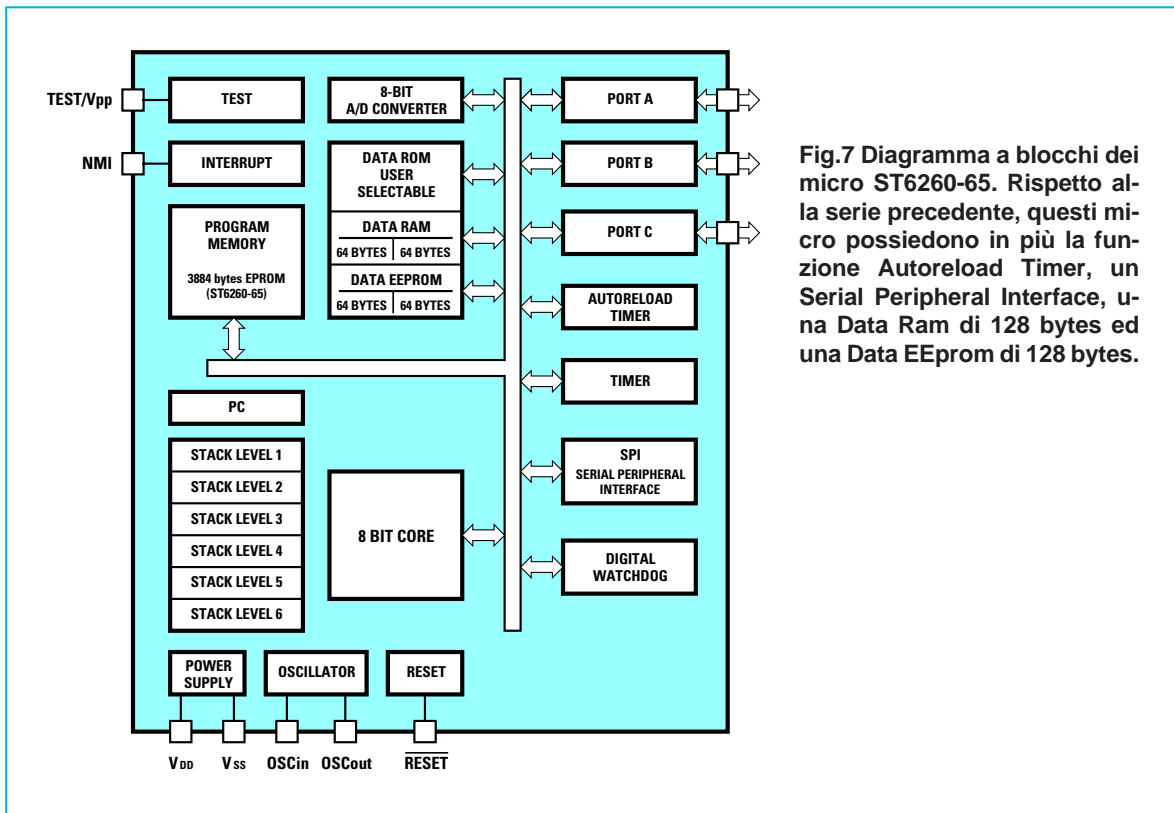 TEST/Vpp
TEST
NMI
INTERRUPT
PROGRAM
MEMORY
3884 bytes EPROM
(ST6260-65)
PC
STACK LEVEL 1
STACK LEVEL 2
STACK LEVEL 3
STACK LEVEL 4
STACK LEVEL 5
STACK LEVEL 6
8-BIT
A/D CONVERTER
DATA ROM
USER
SELECTABLE
DATA RAM
64 BYTES 64 BYTES
DATA EEPROM
64 BYTES 64 BYTES
8 BIT CORE
PORT A
PORT B
PORT C
AUTORELOAD
TIMER
TIMER
SPI
SERIAL PERIPHERAL
INTERFACE
DIGITAL
WATCHDOG
POWER
SUPPLY
OSCILLATOR
RESET
VDD VSS OSCin OSCout RESET
Fig.7 Diagramma a blocchi dei
micro ST6260-65. Rispetto al-
la serie precedente, questi mi-
cro possiedono in più la fun-
zione Autoreload Timer, un
Serial Peripheral Interface, u-
na Data Ram di 128 bytes ed
una Data EEprom di 128 bytes.